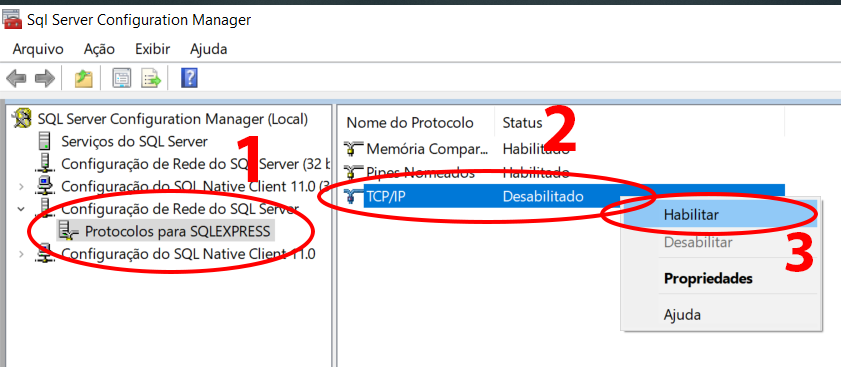 Sql Server Configuration Manager
Arquivo Ação Exibir Ajuda
SQL Server Configuration Manager (Local)
Serviços do SQL Server
Configuração de Rede do SQL Server (32 b
Configuração do SQL Native Client 11.0 (3
Configuração de Rede do SQL Server
Protocolos para SQLEXPRESS
Configuração do SQL Native Client 11.0
1
Nome do Protocolo Status
Memória Compar... Habilitado
Pipes Nomeados Habilitado
TCP/IP Desabilitado
2
Habilitar
Desabilitar
Propriedades
Ajuda
3